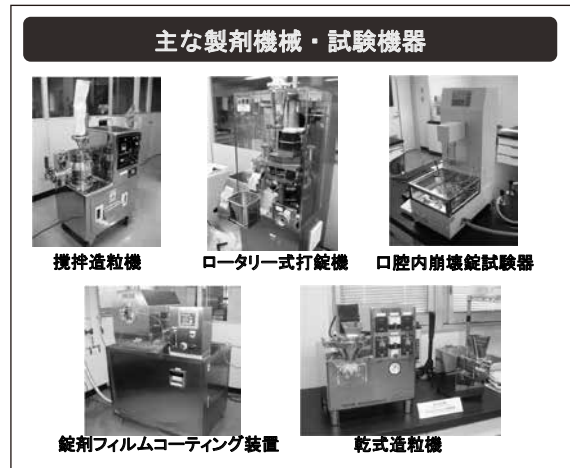 主な製剤機械・試験機器
撹拌造粒機
ロータリー式打錠機
口腔内崩壊錠試験器
錠剤フィルムコーティング装置
乾式造粒機